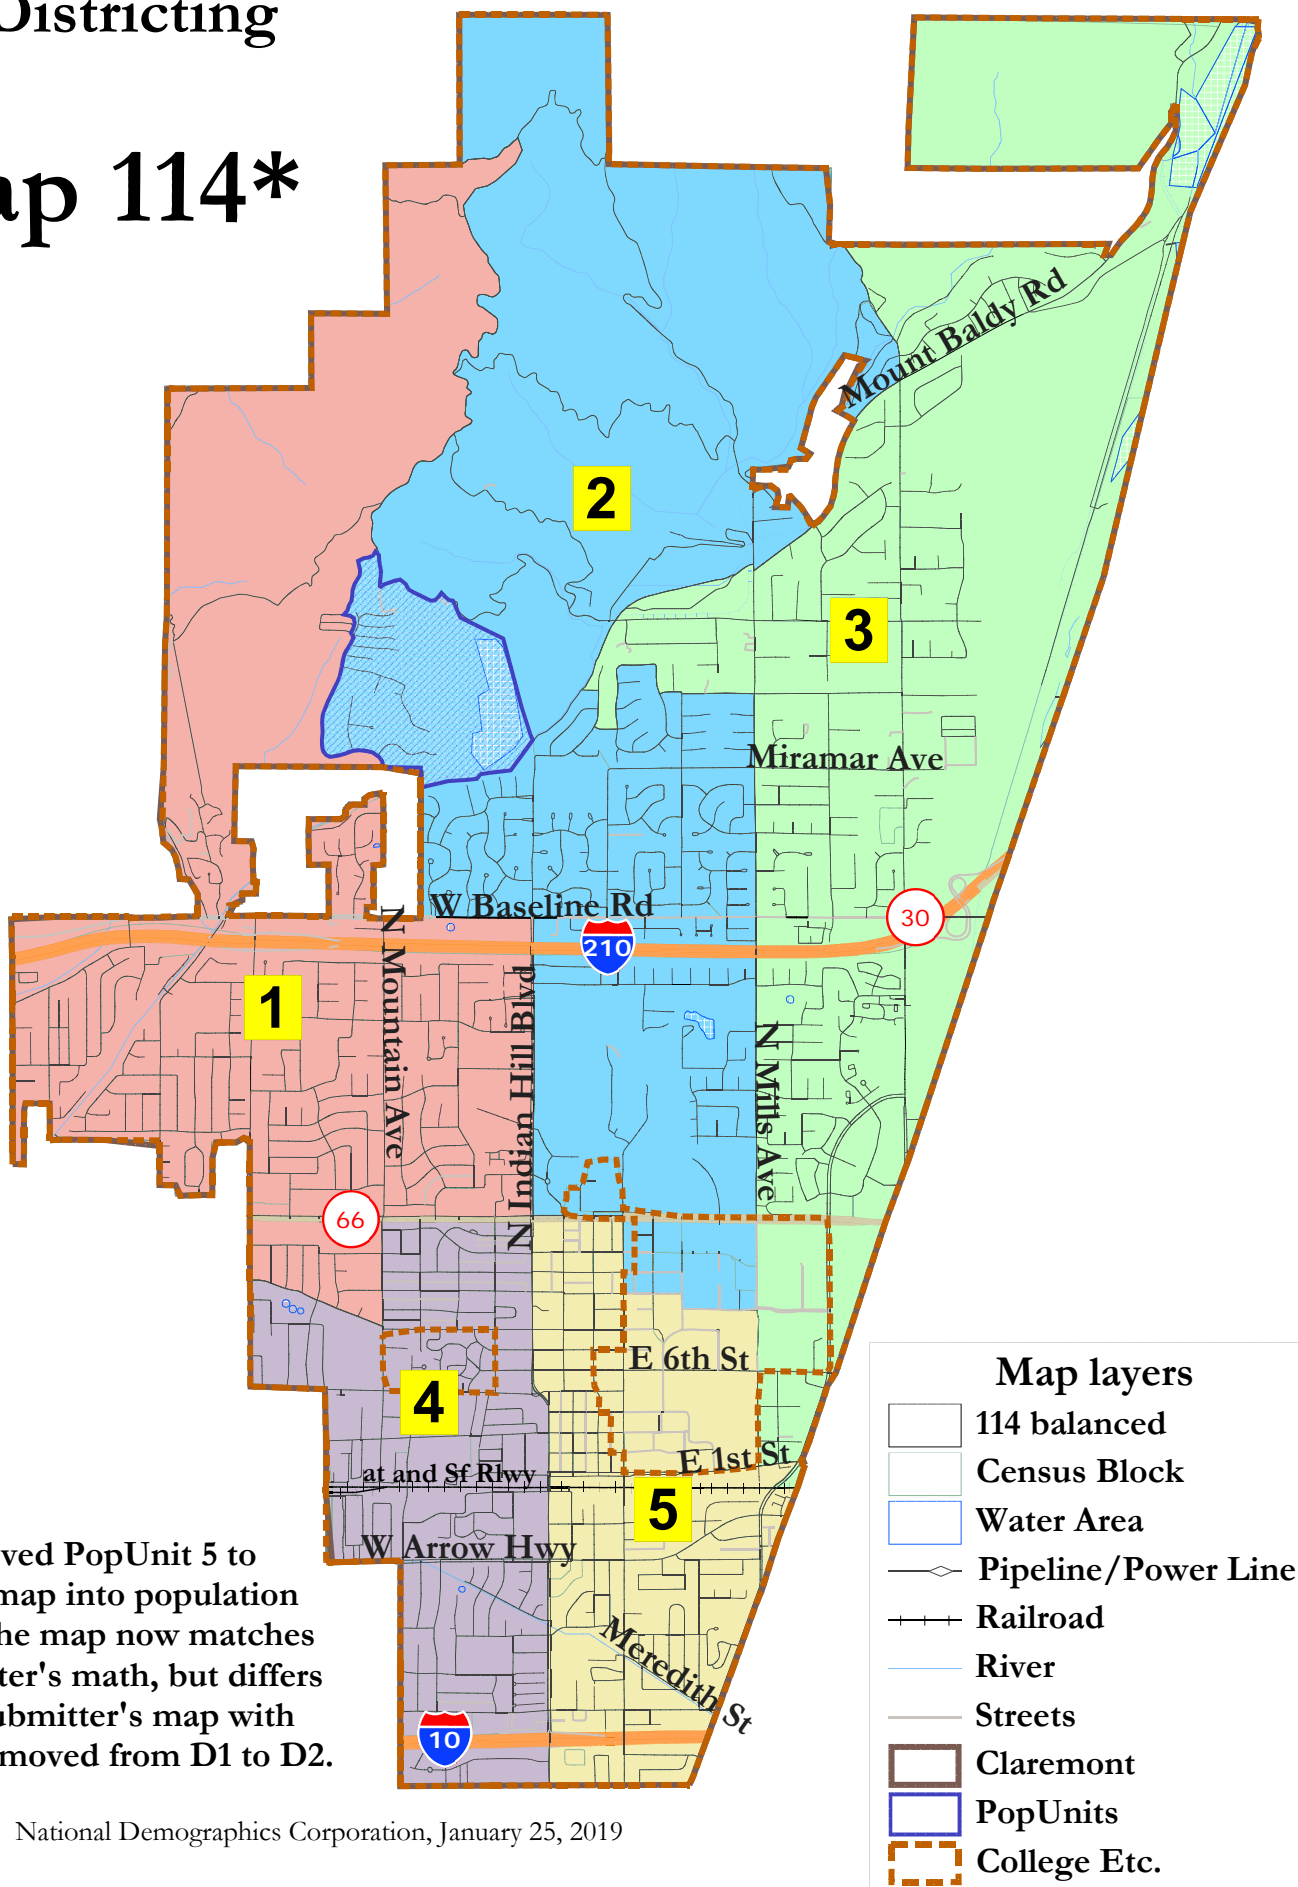 Districting
ap 114*
Mount Baldy Rd
2
3
Miramar Ave
W Baseline Rd
30
210
N Mountain Ave
1
N Indian Hill Blvd
N Mills Ave
66
E 6th St
4
E 1st St
at and Sf Rlwy
5
W Arrow Hwy
Meredith St
10
ved PopUnit 5 to
map into population
he map now matches
ter's math, but differs
ubmitter's map with
moved from D1 to D2.
National Demographics Corporation, January 25, 2019
Map layers
114 balanced
Census Block
Water Area
Pipeline/Power Line
Railroad
River
Streets
Claremont
PopUnits
College Etc.